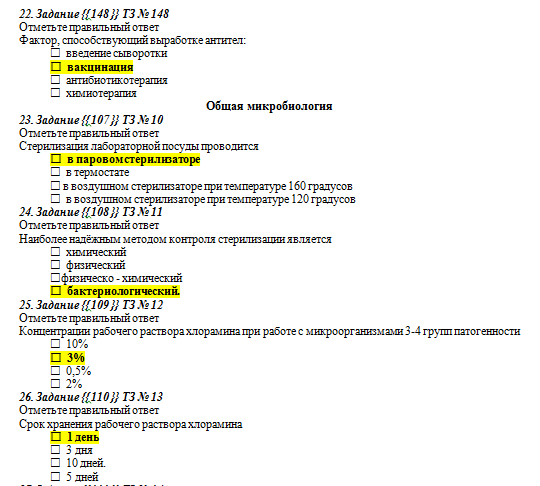 22. Задание {{148}} ТЗ № 148
Отметьте правильный ответ
Фактор, способствующий выработке антител:
☐ введение сыворотки
☐ вакцинация
☐ антибиотикотерапия
☐ химиотерапия
Общая микробиология
23. Задание {{107}} ТЗ № 10
Отметьте правильный ответ
Стерилизация лабораторной посуды проводится
☐ в паровом стерилизаторе
☐ в термостате
☐ в воздушном стерилизаторе при температуре 160 градусов
☐ в воздушном стерилизаторе при температуре 120 градусов
24. Задание {{108}} ТЗ № 11
Отметьте правильный ответ
Наиболее надёжным методом контроля стерилизации является
☐ химический
☐ физический
☐ физическо - химический
☐ бактериологический.
25. Задание {{109}} ТЗ № 12
Отметьте правильный ответ
Концентрации рабочего раствора хлорамина при работе с микроорганизмами 3-4 групп патогенности
☐ 10%
☐ 3%
☐ 0,5%
☐ 2%
26. Задание {{110}} ТЗ № 13
Отметьте правильный ответ
Срок хранения рабочего раствора хлорамина
☐ 1 день
☐ 3 дня
☐ 10 дней.
☐ 5 дней